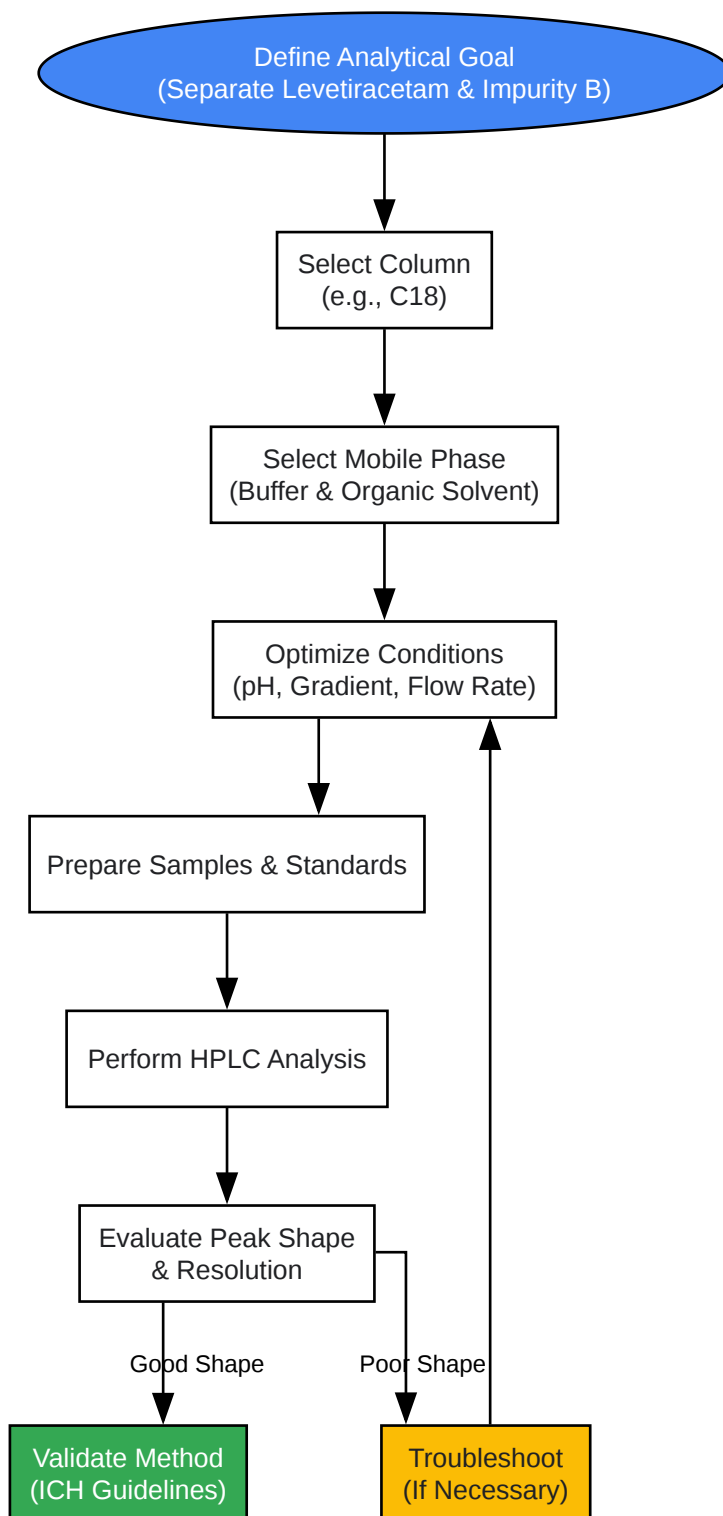 Define Analytical Goal
(Separate Levetiracetam & Impurity B)
Select Column
(e.g., C18)
Select Mobile Phase
(Buffer & Organic Solvent)
Optimize Conditions
(pH, Gradient, Flow Rate)
Prepare Samples & Standards
Perform HPLC Analysis
Evaluate Peak Shape
& Resolution
Good Shape
Poor Shape
Validate Method
(ICH Guidelines)
Troubleshoot
(If Necessary)